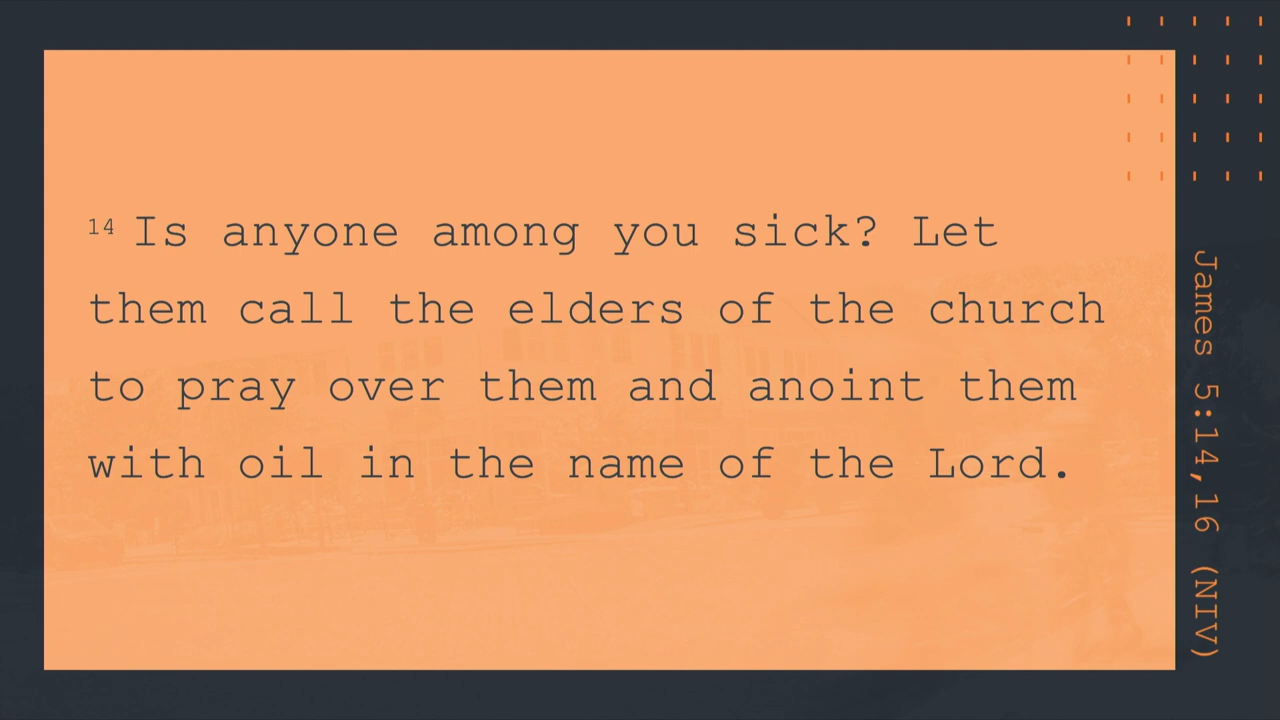 14 Is anyone among you sick? Let
them call the elders of the church
to pray over them and anoint them
with oil in the name of the Lord.
James 5:14,16 (NIV)